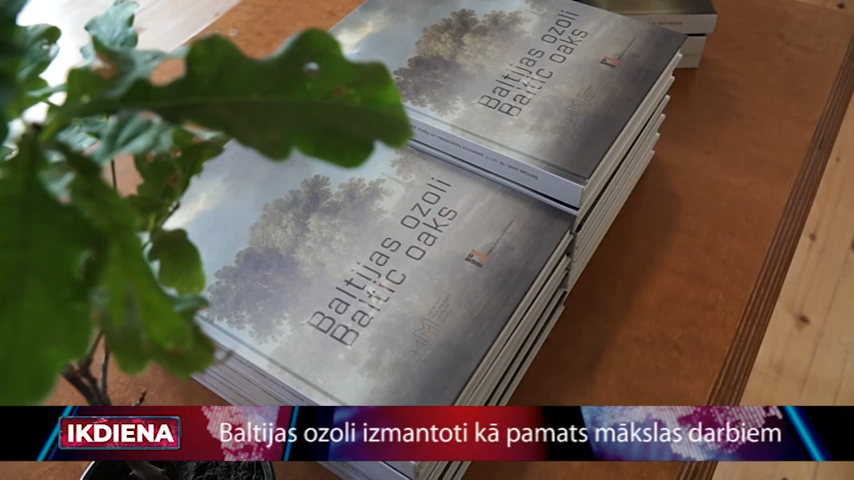 Baltijas ozoli
Baltic oaks
Baltijas ozoli
Baltic oaks
IKDIENA
Baltijas ozoli izmantoti kā pamats mākslas darbiem